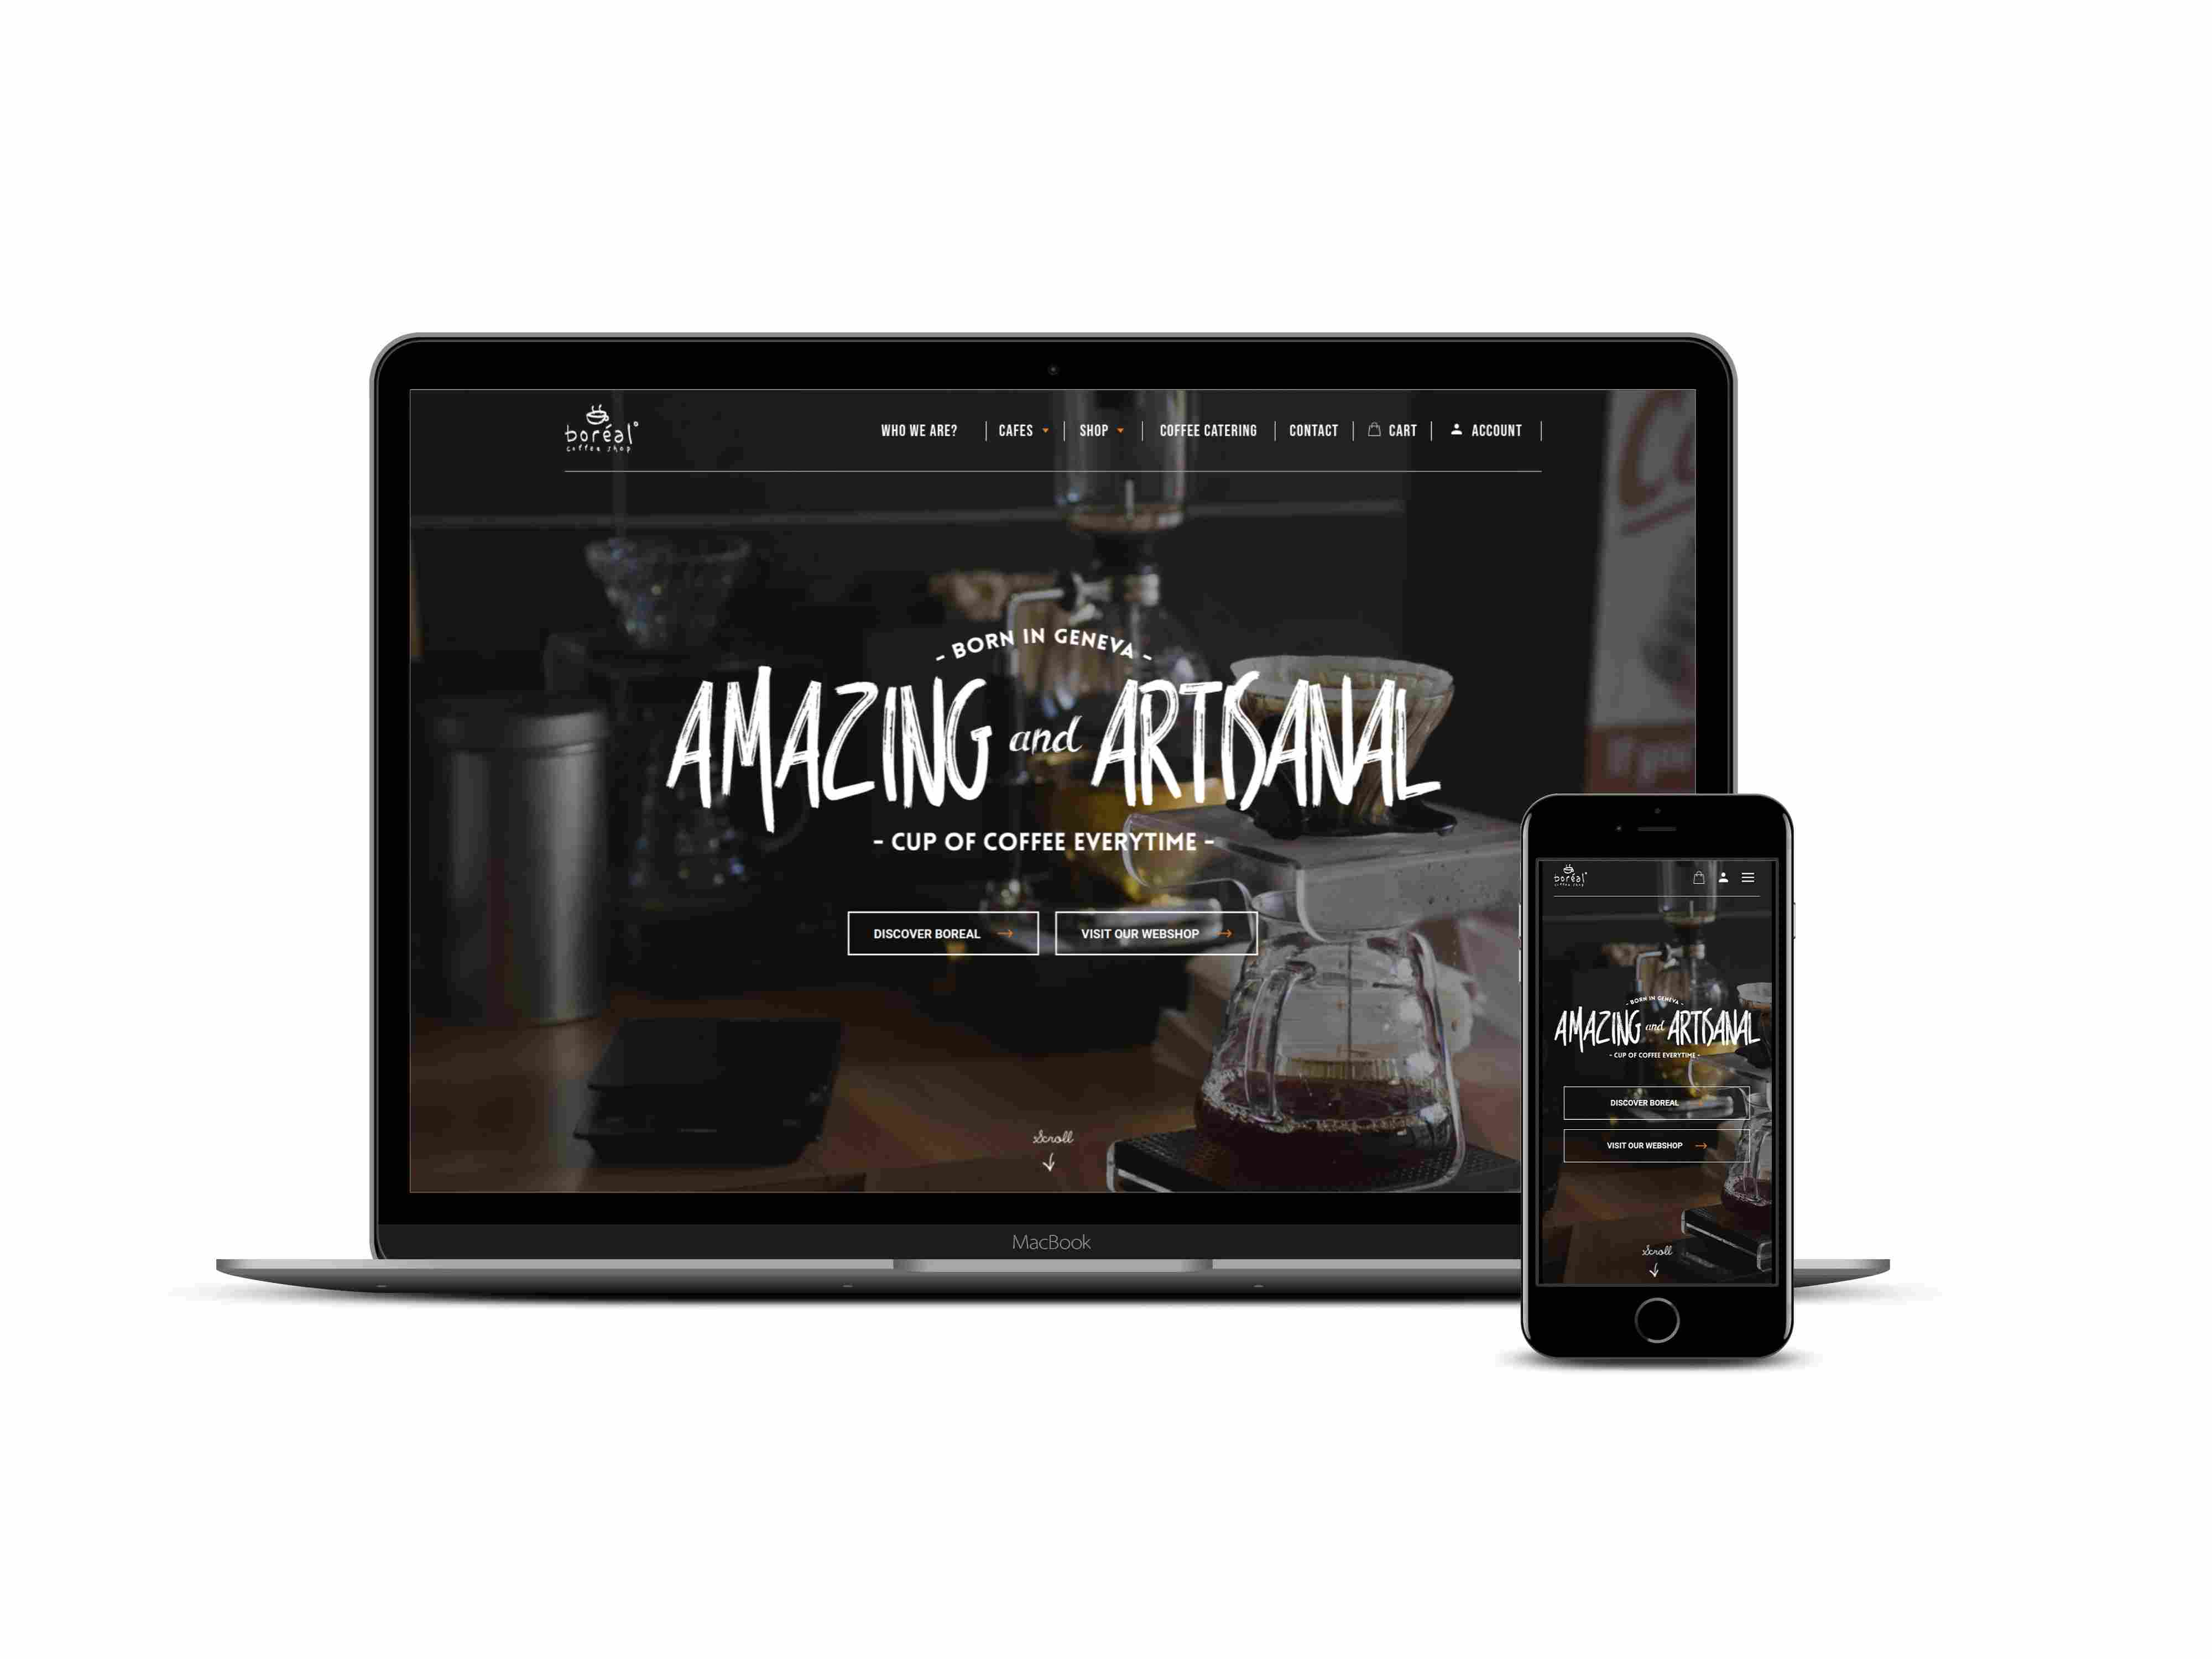 boréal
coffee shop
WHO WE ARE?
CAFES
SHOP
COFFEE CATERING
CONTACT
CART
ACCOUNT
- BORN IN GENEVA -
AMAZING and ARTISANAL
- CUP OF COFFEE EVERYTIME -
DISCOVER BOREAL
VISIT OUR WEBSHOP
Scroll
MacBook
boréal
coffee shop
- BORN IN GENEVA -
AMAZING and ARTISANAL
- CUP OF COFFEE EVERYTIME -
DISCOVER BOREAL
VISIT OUR WEBSHOP
Scroll